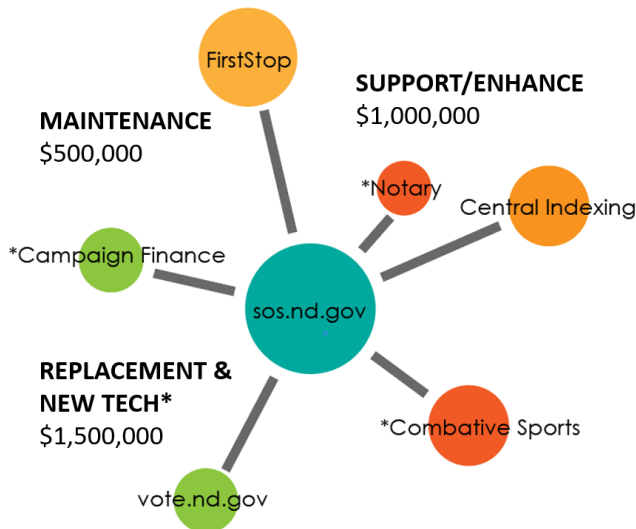 FirstStop
SUPPORT/ENHANCE
$1,000,000
MAINTENANCE
$500,000
*Notary
Central Indexing
*Campaign Finance
sos.nd.gov
REPLACEMENT &
NEW TECH*
$1,500,000
*Combative Sports
vote.nd.gov